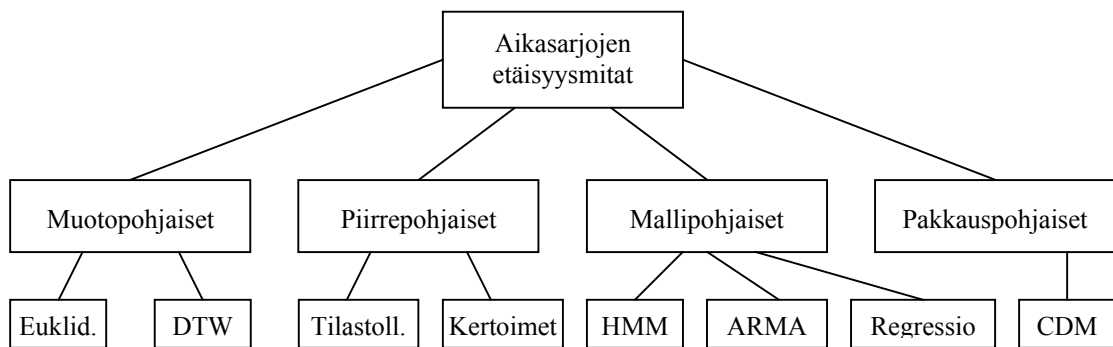 Aikasarjojen
etäisyysmitat
Muotopohjaiset
Piirrepohjaiset
Mallipohjaiset
Pakkauspohjaiset
Euklid.
DTW
Tilastoll.
Kertoimet
HMM
ARMA
Regressio
CDM